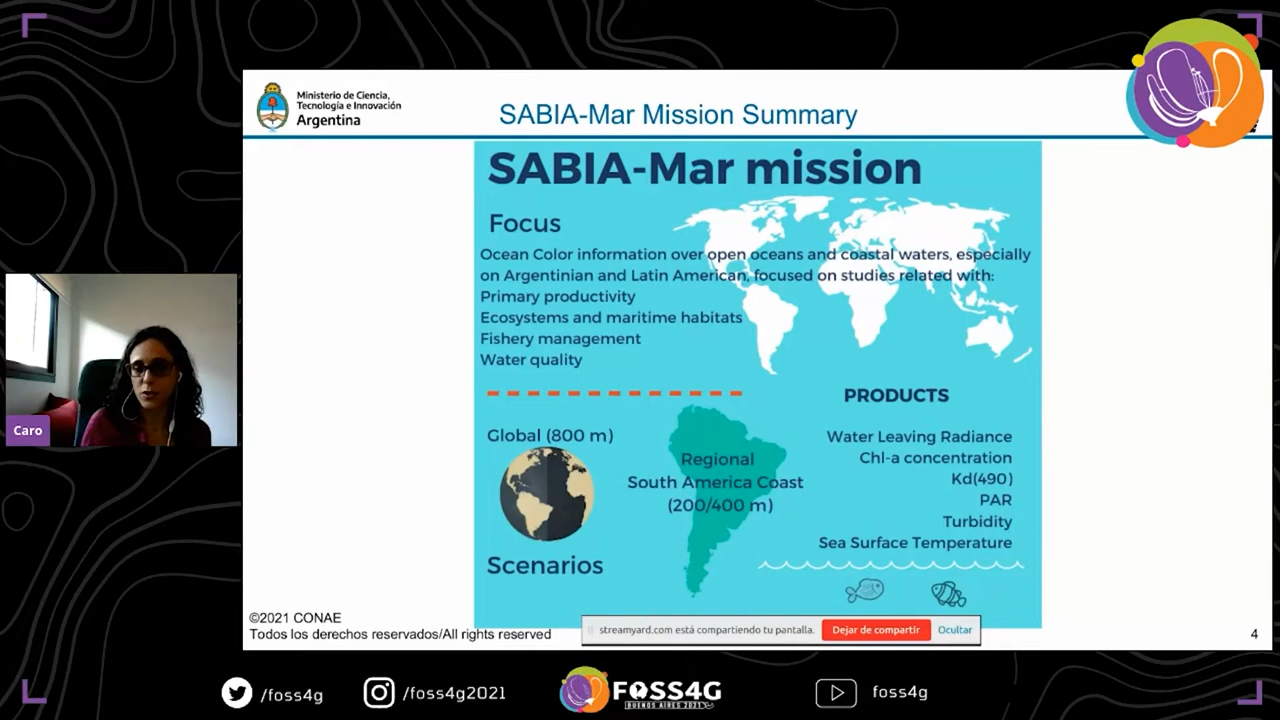 Ministerio de Ciencia,
Tecnología e Innovación
Argentina
SABIA-Mar Mission Summary
SABIA-Mar mission
Focus
Ocean Color information over open oceans and coastal waters, especially
on Argentinian and Latin American, focused on studies related with:
Primary productivity
Ecosystems and maritime habitats
Fishery management
Water quality
PRODUCTS
Water Leaving Radiance
Chl-a concentration
Kd(490)
PAR
Turbidity
Sea Surface Temperature
Global (800 m)
Regional
South America Coast
(200/400 m)
Scenarios
Caro
©2021 CONAE
Todos los derechos reservados/All rights reserved
streamyard.com está compartiendo tu pantalla.
Dejar de compartir
Ocultar
4
/foss4g
/foss4g2021
FOSS4G
BUENOS AIRES 2021
foss4g